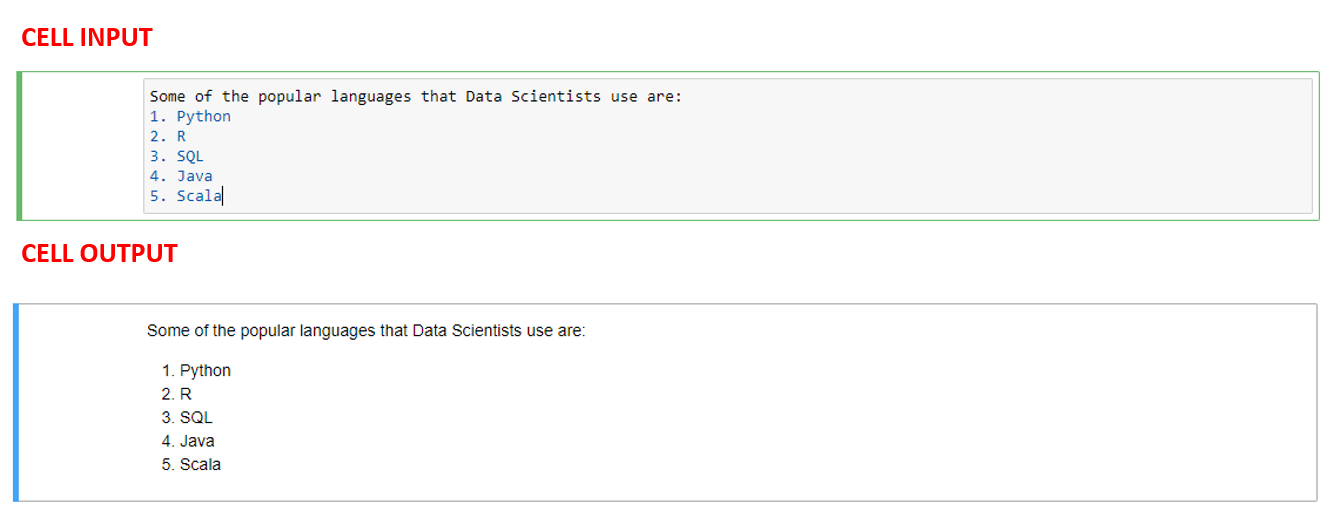 CELL INPUT
Some of the popular languages that Data Scientists use are:
1. Python
2. R
3. SQL
4. Java
5. Scala
CELL OUTPUT
Some of the popular languages that Data Scientists use are:
1. Python
2. R
3. SQL
4. Java
5. Scala